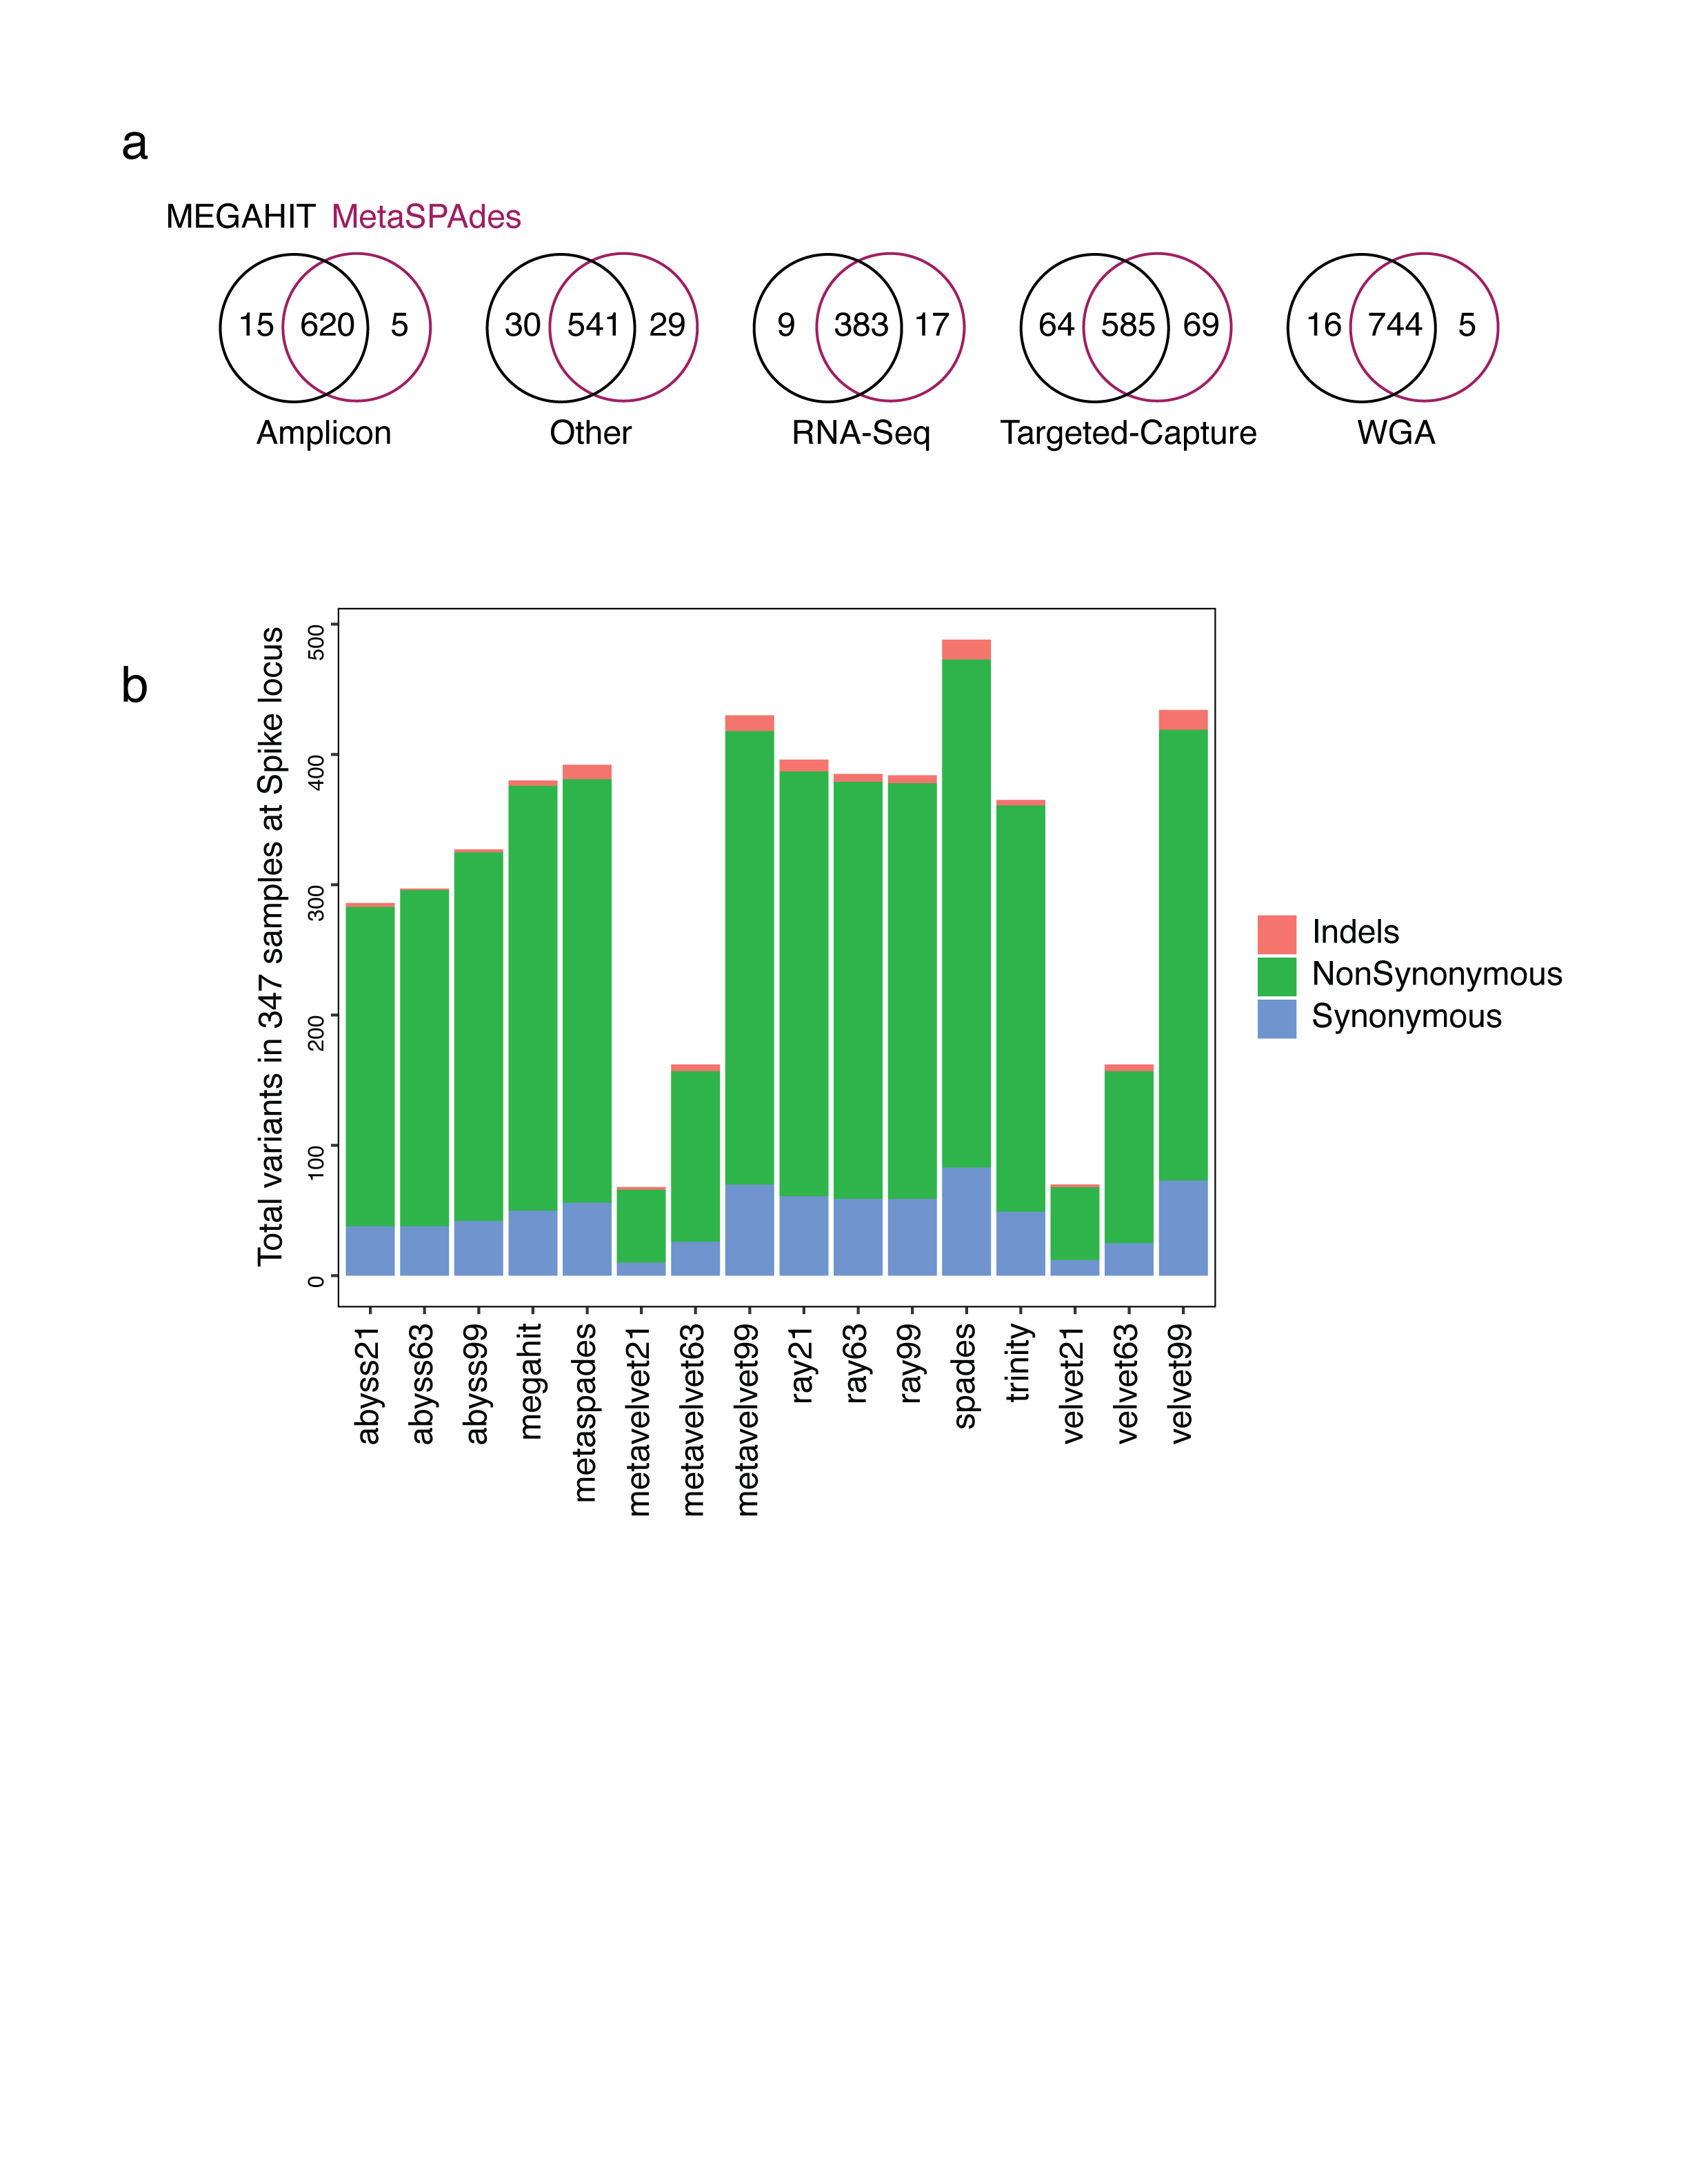 a
MEGAHIT MetaSPAdes
15 620 5
30 541 29
9 383 17
64 585 69
16 744 5
Amplicon
Other
RNA-Seq
Targeted-Capture
WGA
b
Total variants in 347 samples at Spike locus
500
400
300
200
100
0
abyss21
abyss63
abyss99
megahit
metaspades
metavelvet21
metavelvet63
metavelvet99
ray21
ray63
ray99
spades
trinity
velvet21
velvet63
velvet99
Indels
NonSynonymous
Synonymous